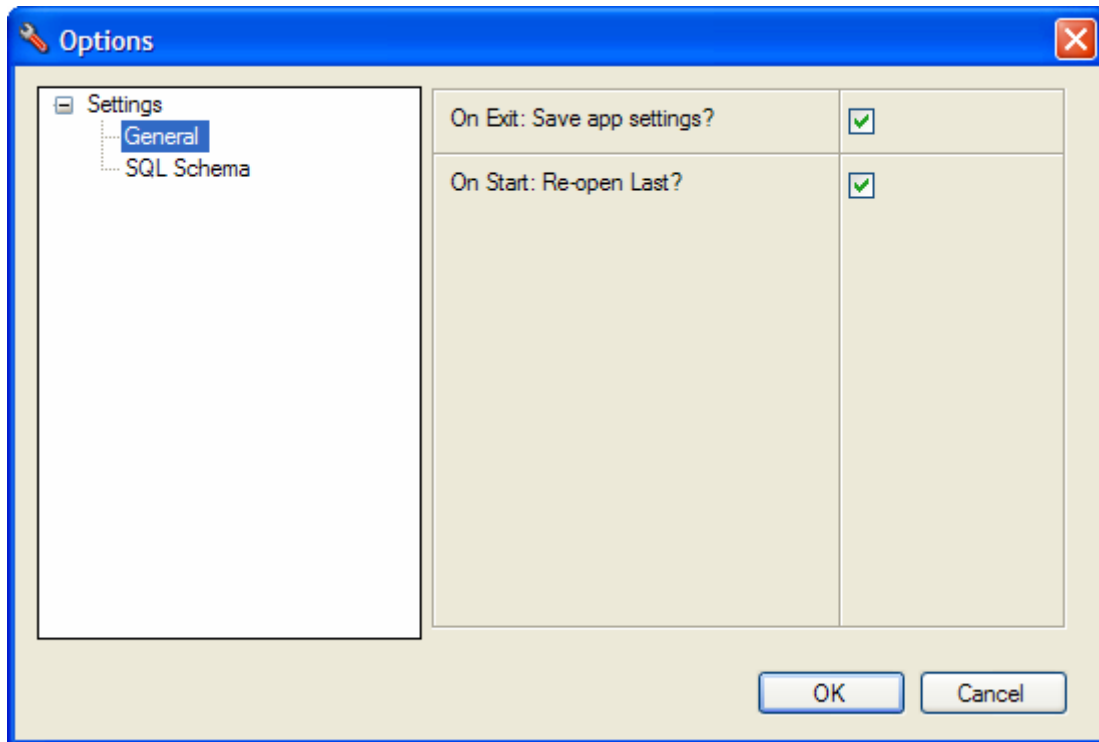 Options
Settings
General
SQL Schema
On Exit: Save app settings?
On Start: Re-open Last?
OK
Cancel